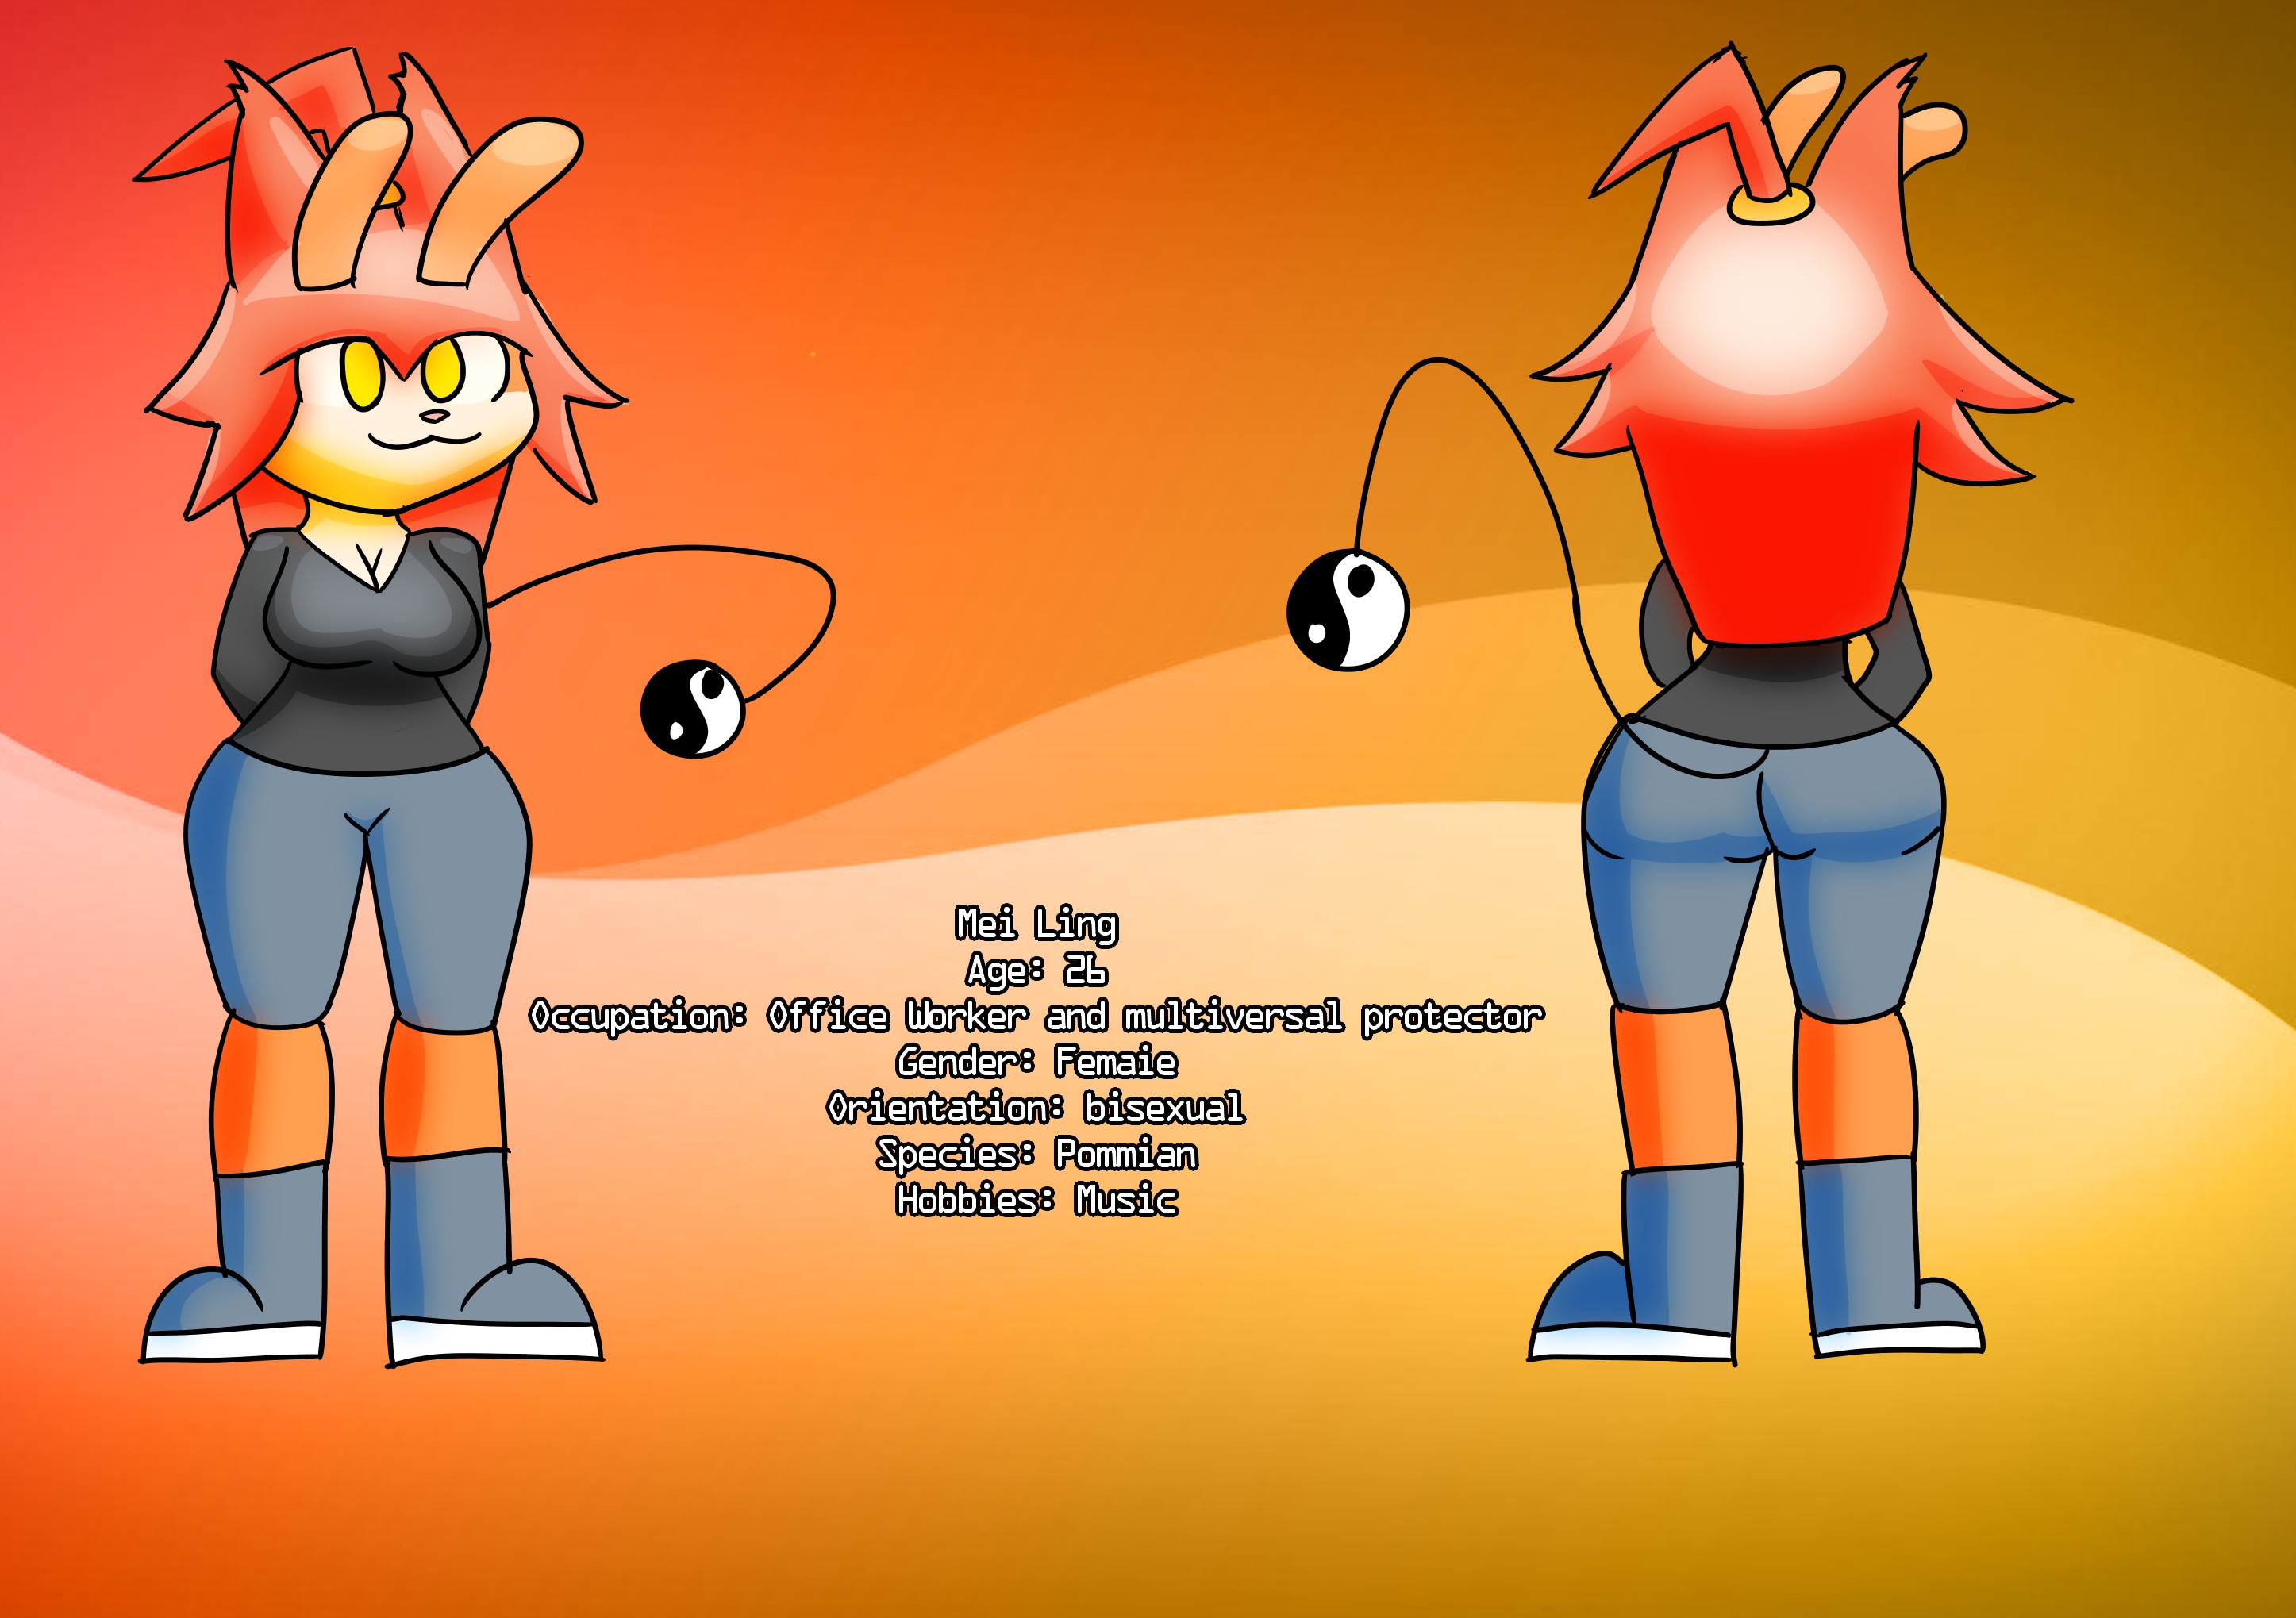 Mei Ling
Age: 26
Occupation: Office Worker and multiversal protector
Gender: Femaie
Orientation: bisexual
Species: Pommian
Hobbies: Music